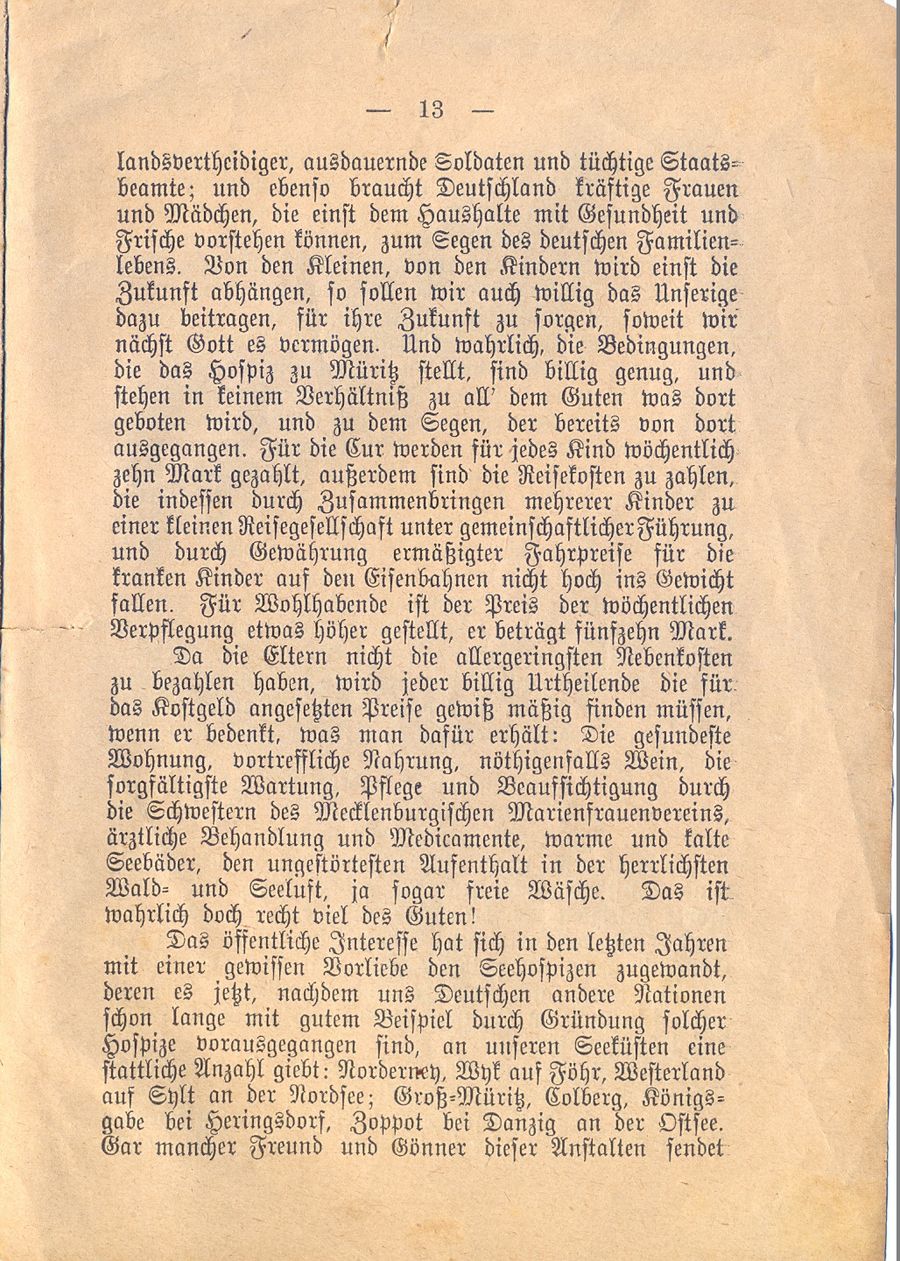 — 13 —
landsvertheidiger, ausdauernde Soldaten und tüchtige Staats-
beamte; und ebenso braucht Deutschland kräftige Frauen
und Mädchen, die einst dem Haushalte mit Gesundheit und
Frische vorstehen können, zum Segen des deutschen Familien-
lebens. Von den Kleinen, von den Kindern wird einst die
Zukunft abhängen, so sollen wir auch willig das Unserige
dazu beitragen, für ihre Zukunft zu sorgen, soweit wir
nächst Gott es vermögen. Und wahrlich, die Bedingungen,
die das Hospiz zu Müritz stellt, sind billig genug, und
stehen in keinem Verhältniß zu all' dem Guten was dort
geboten wird, und zu dem Segen, der bereits von dort
ausgegangen. Für die Cur werden für jedes Kind wöchentlich
zehn Mark gezahlt, außerdem sind die Reisekosten zu zahlen,
die indessen durch Zusammenbringen mehrerer Kinder zu
einer kleinen Reisegesellschaft unter gemeinschaftlicher Führung,
und durch Gewährung ermäßigter Fahrpreise für die
kranken Kinder auf den Eisenbahnen nicht hoch ins Gewicht
fallen. Für Wohlhabende ist der Preis der wöchentlichen
Verpflegung etwas höher gestellt, er beträgt fünfzehn Mark.
Da die Eltern nicht die allergeringsten Nebenkosten
zu bezahlen haben, wird jeder billig Urtheilende die für
das Kostgeld angesetzten Preise gewiß mäßig finden müssen,
wenn er bedenkt, was man dafür erhält: Die gesundeste
Wohnung, vortreffliche Nahrung, nöthigenfalls Wein, die
sorgfältigste Wartung, Pflege und Beaufsichtigung durch
die Schwestern des Mecklenburgischen Marienfrauenvereins,
ärztliche Behandlung und Medicamente, warme und kalte
Seebäder, den ungestörtesten Aufenthalt in der herrlichsten
Wald- und Seeluft, ja sogar freie Wäsche. Das ist
wahrlich doch recht viel des Guten!
Das öffentliche Interesse hat sich in den letzten Jahren
mit einer gewissen Vorliebe den Seehospizen zugewandt,
deren es jetzt, nachdem uns Deutschen andere Nationen
schon lange mit gutem Beispiel durch Gründung solcher
Hospize vorausgegangen sind, an unseren Seeküsten eine
stattliche Anzahl giebt: Norderney, Wyk auf Föhr, Westerland
auf Sylt an der Nordsee; Groß-Müritz, Colberg, Königs-
gabe bei Heringsdorf, Zoppot bei Danzig an der Ostsee.
Gar mancher Freund und Gönner dieser Anstalten sendet